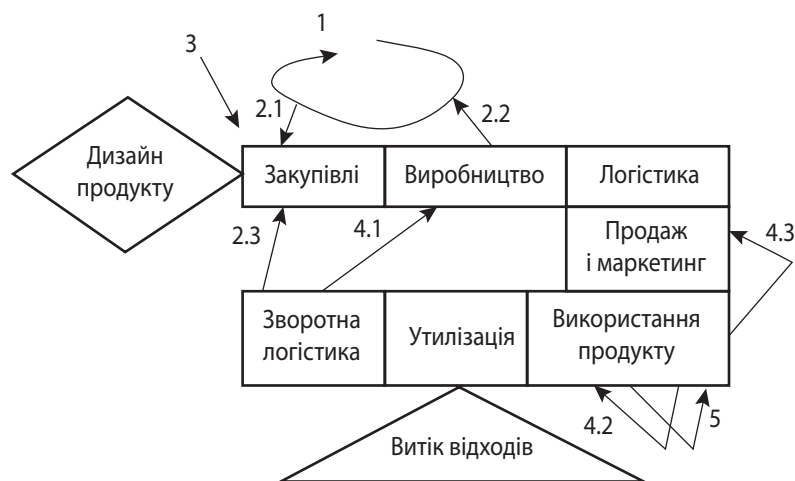 1
3
2.1
2.2
Дизайн
продукту
Закупівлі
Виробництво
Логістика
2.3
4.1
Продаж
і маркетинг
4.3
Зворотна
логістика
Утилізація
Використання
продукту
4.2
5
Витік відходів